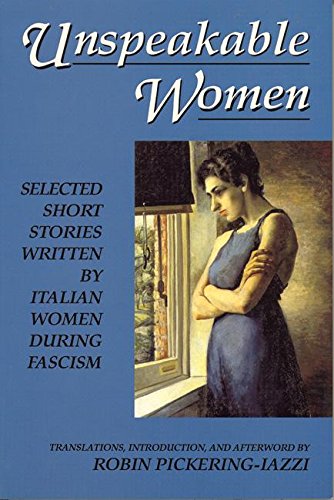 Unspeakable
Women
SELECTED
SHORT
STORIES
WRITTEN
BY
ITALIAN
WOMEN
DURING
FASCISM
TRANSLATIONS, INTRODUCTION, AND AFTERWORD BY
ROBIN PICKERING-IAZZI